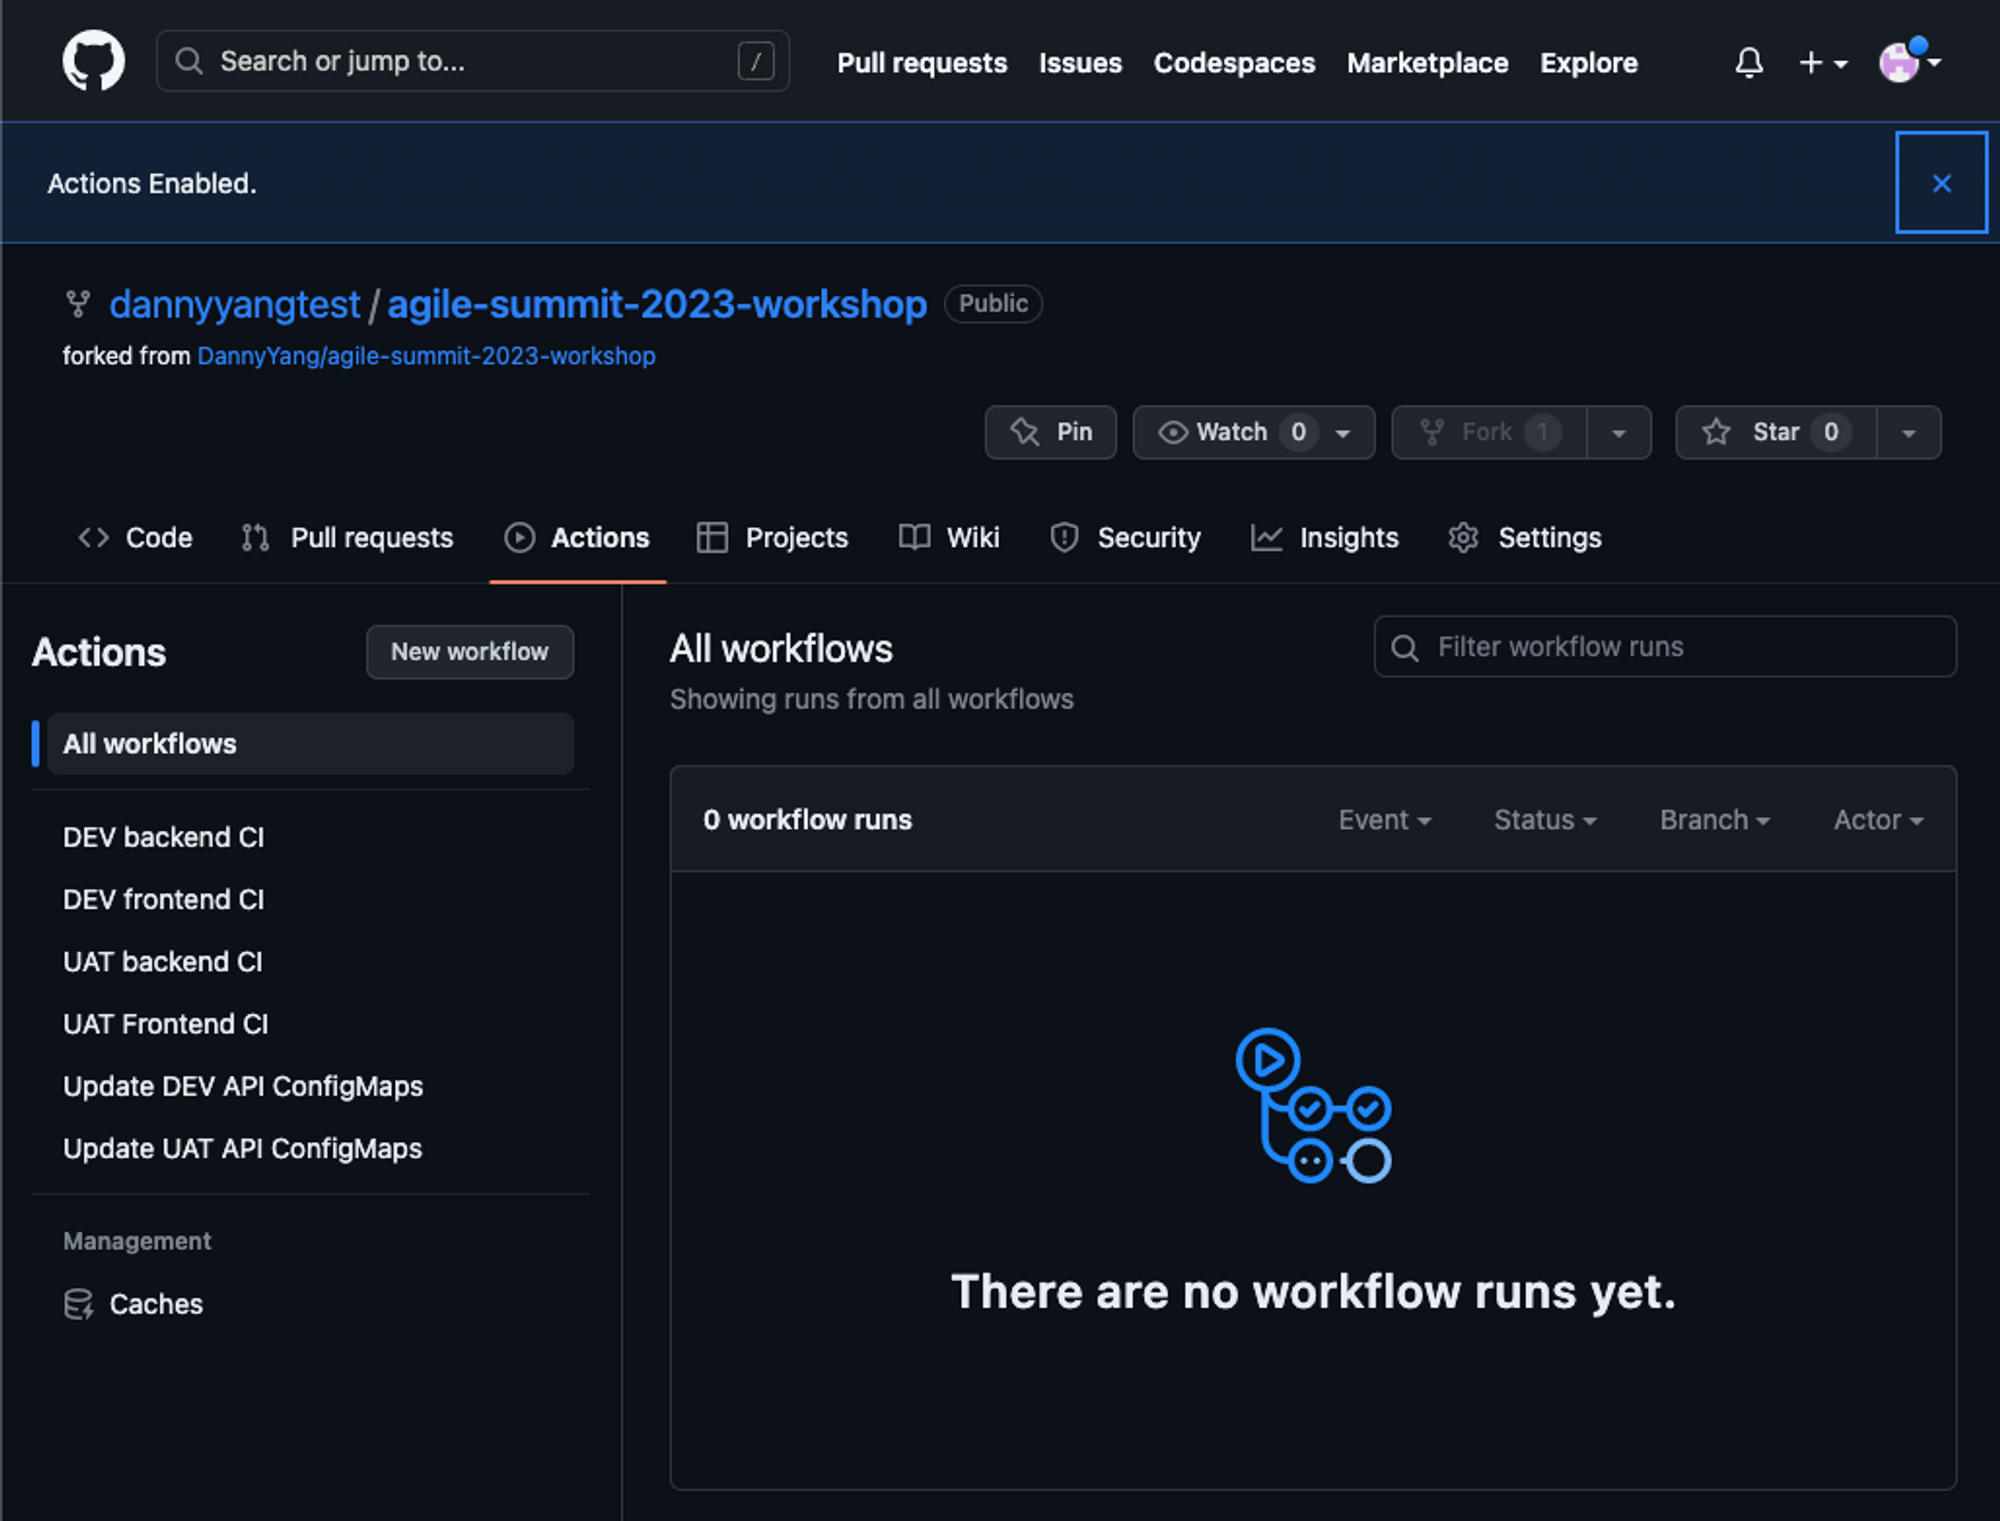 Search or jump to... / Pull requests Issues Codespaces Marketplace Explore
Actions Enabled.
dannyyangtest / agile-summit-2023-workshop Public
forked from DannyYang/agile-summit-2023-workshop
Pin Watch 0 Fork 1 Star 0
Code Pull requests Actions Projects Wiki Security Insights Settings
Actions New workflow
All workflows
DEV backend CI
DEV frontend CI
UAT backend CI
UAT Frontend CI
Update DEV API ConfigMaps
Update UAT API ConfigMaps
Management
Caches
All workflows
Filter workflow runs
Showing runs from all workflows
0 workflow runs Event Status Branch Actor
There are no workflow runs yet.